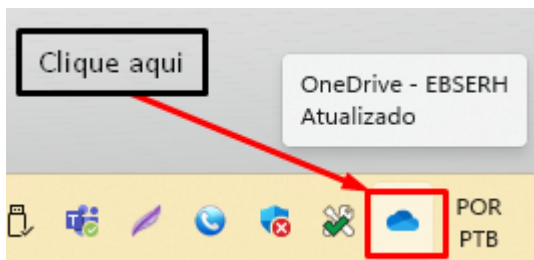 Clique aqui
OneDrive - EBSERH
Atualizado
POR
PTB